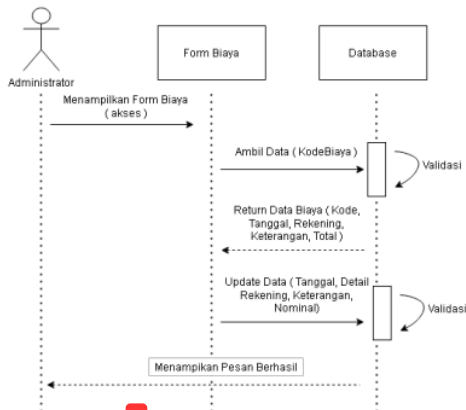 Form Biaya
Database
Administrator
Menampilkan Form Biaya
( akses )
Ambil Data ( KodeBiaya )
Validasi
Return Data Biaya ( Kode,
Tanggal, Rekening,
Keterangan, Total )
Update Data ( Tanggal, Detail
Rekening, Keterangan,
Nominal)
Validasi
Menampikan Pesan Berhasil